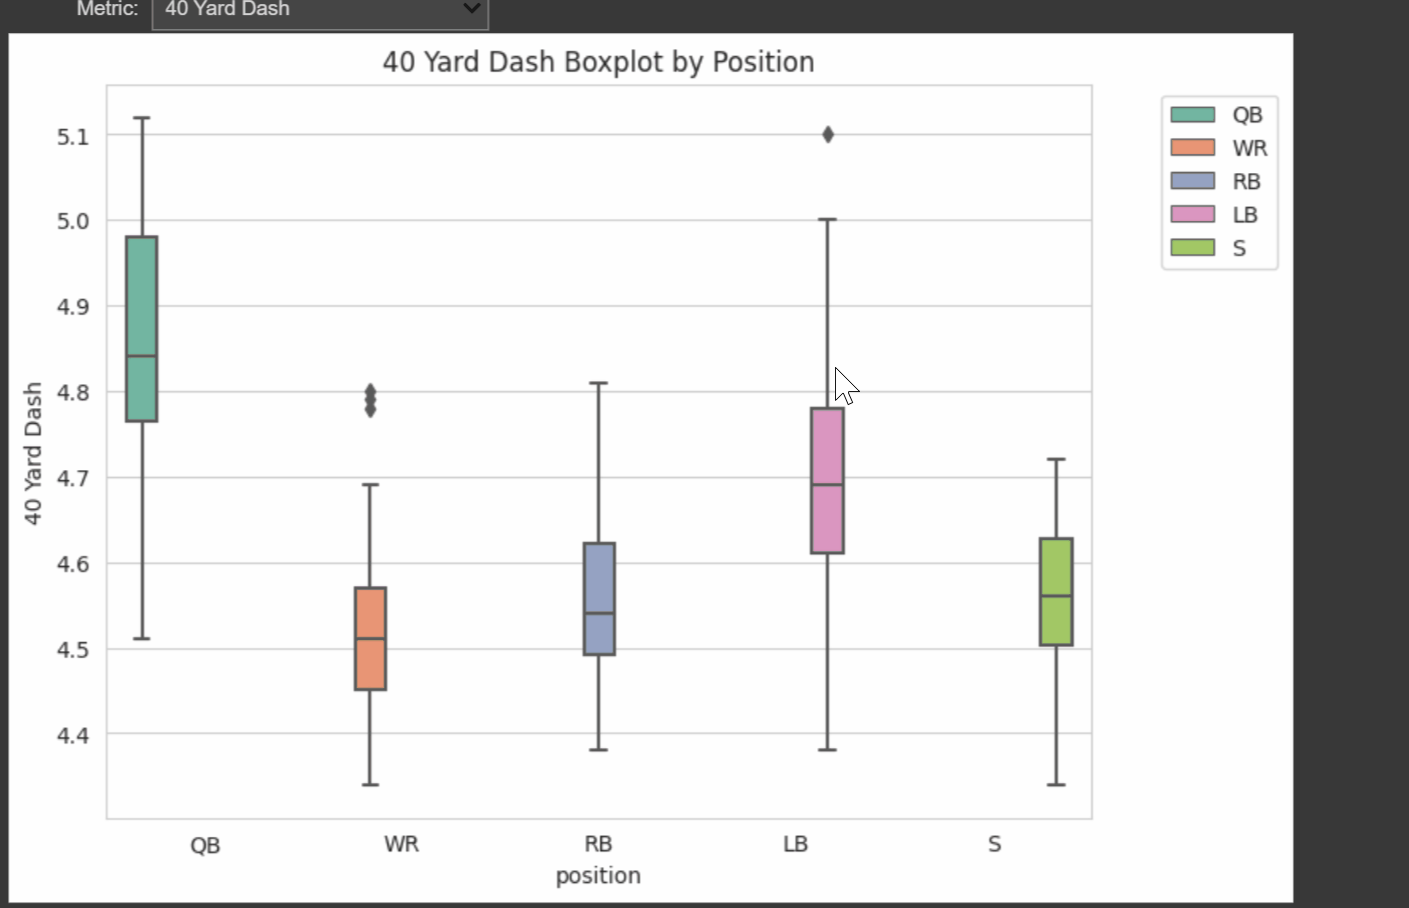 Metric: 40 Yard Dash
40 Yard Dash Boxplot by Position
5.1
5.0
4.9
4.8
4.7
4.6
4.5
4.4
40 Yard Dash
QB WR RB LB S
position
QB
WR
RB
LB
S